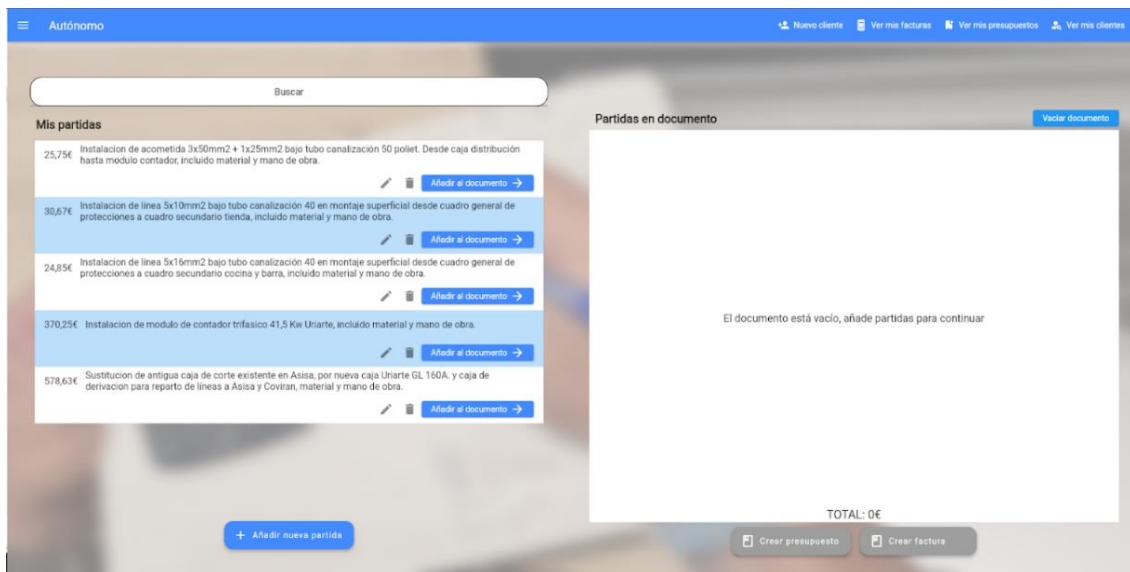 Autónomo
Nuevo cliente
Ver mis facturas
Ver mis presupuestos
Ver mis clientes
Buscar
Mis partidas
25,75€ Instalacion de acometida 3x50mm2 + 1x25mm2 bajo tubo canalización 50 poliet. Desde caja distribución
hasta modulo contador, incluido material y mano de obra.
Añadir al documento
30,67€ Instalacion de linea 5x10mm2 bajo tubo canalización 40 en montaje superficial desde cuadro general de
protecciones a cuadro secundario tienda, incluido material y mano de obra.
Añadir al documento
24,85€ Instalacion de linea 5x16mm2 bajo tubo canalización 40 en montaje superficial desde cuadro general de
protecciones a cuadro secundario cocina y barra, incluido material y mano de obra.
Añadir al documento
370,25€ Instalacion de modulo de contador trifasico 41,5 Kw Uriarte, incluido material y mano de obra.
Añadir al documento
578,63€ Sustitucion de antigua caja de corte existente en Asisa, por nueva caja Uriarte GL 160A. y caja de
derivacion para reparto de líneas a Asisa y Coviran, material y mano de obra.
Añadir al documento
+ Añadir nueva partida
Partidas en documento
Vaciar documento
El documento está vacío, añade partidas para continuar
TOTAL: 0€
Crear presupuesto
Crear factura